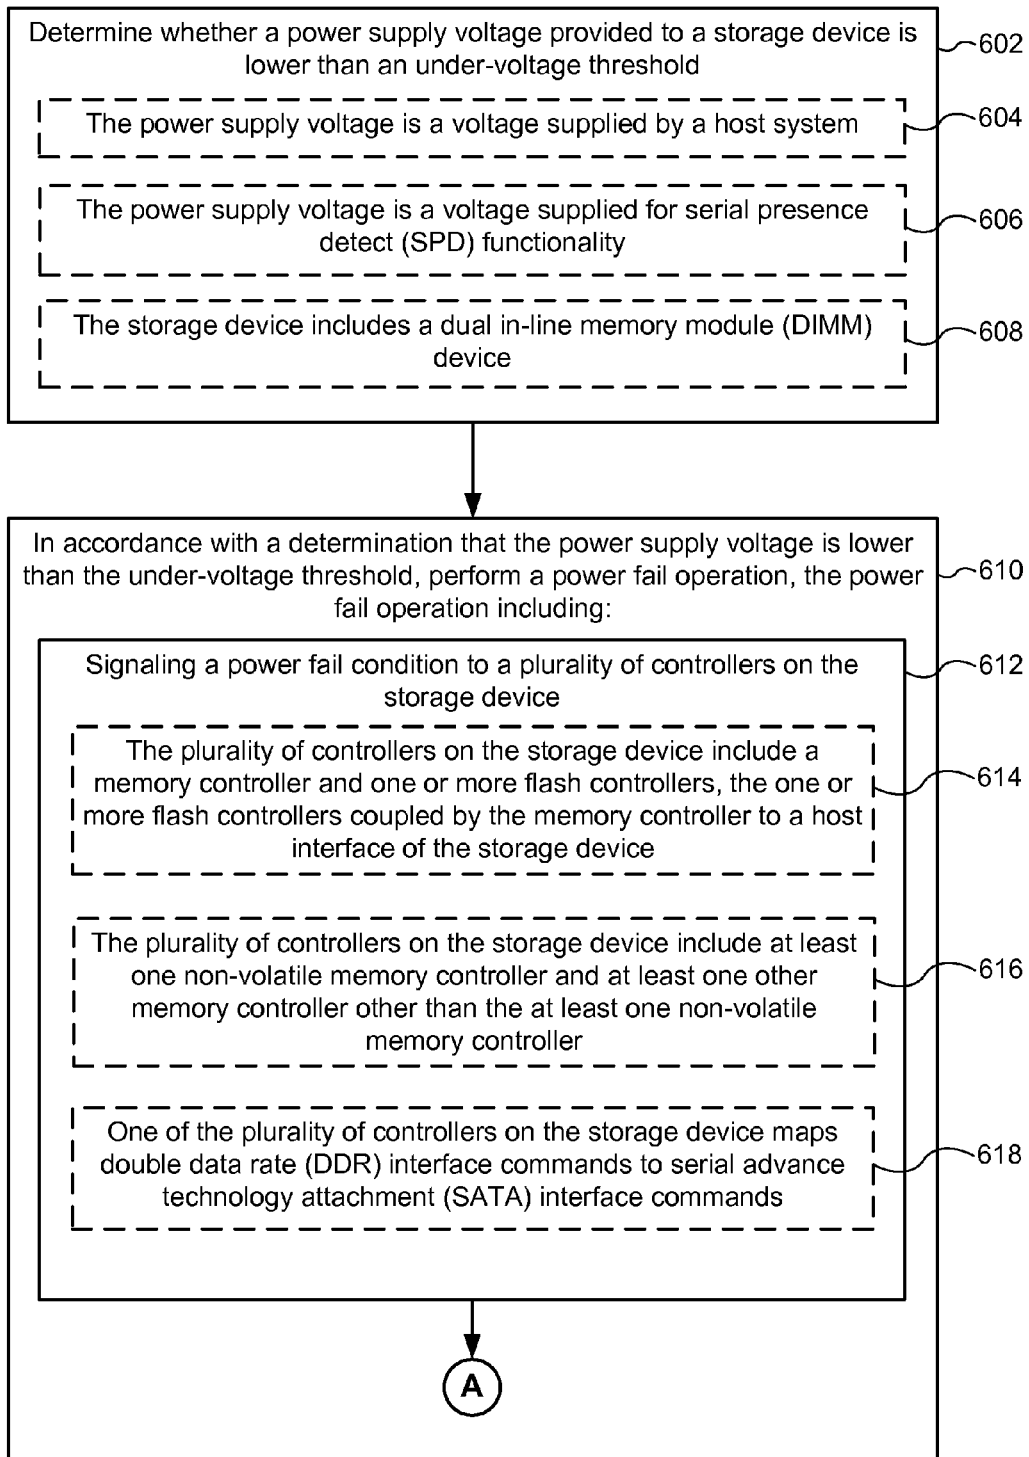 Determine whether a power supply voltage provided to a storage device is
lower than an under-voltage threshold
602
The power supply voltage is a voltage supplied by a host system
604
The power supply voltage is a voltage supplied for serial presence
detect (SPD) functionality
606
The storage device includes a dual in-line memory module (DIMM)
device
608
In accordance with a determination that the power supply voltage is lower
than the under-voltage threshold, perform a power fail operation, the power
fail operation including:
610
Signaling a power fail condition to a plurality of controllers on the
storage device
612
The plurality of controllers on the storage device include a
memory controller and one or more flash controllers, the one or
more flash controllers coupled by the memory controller to a host
interface of the storage device
614
The plurality of controllers on the storage device include at least
one non-volatile memory controller and at least one other
memory controller other than the at least one non-volatile
memory controller
616
One of the plurality of controllers on the storage device maps
double data rate (DDR) interface commands to serial advance
technology attachment (SATA) interface commands
618
A